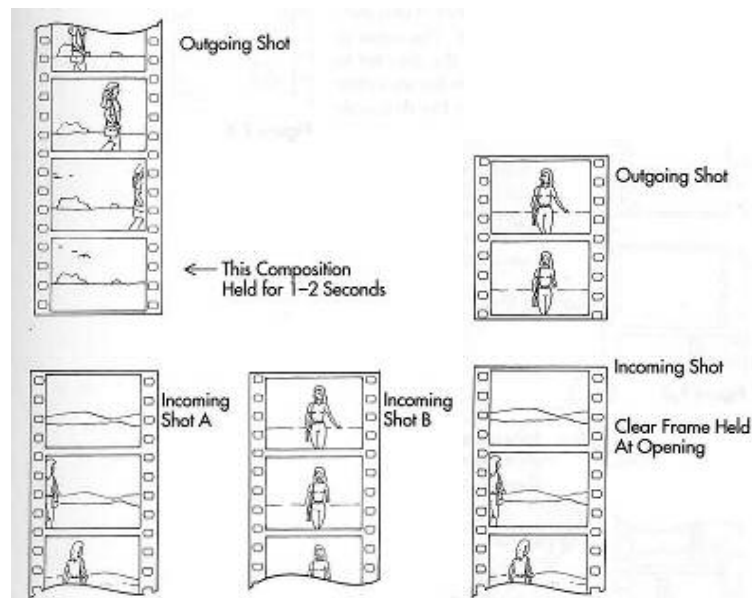 Outgoing Shot
Outgoing Shot
← This Composition
Held for 1–2 Seconds
Incoming
Shot A
Incoming
Shot B
Incoming Shot
Clear Frame Held
At Opening